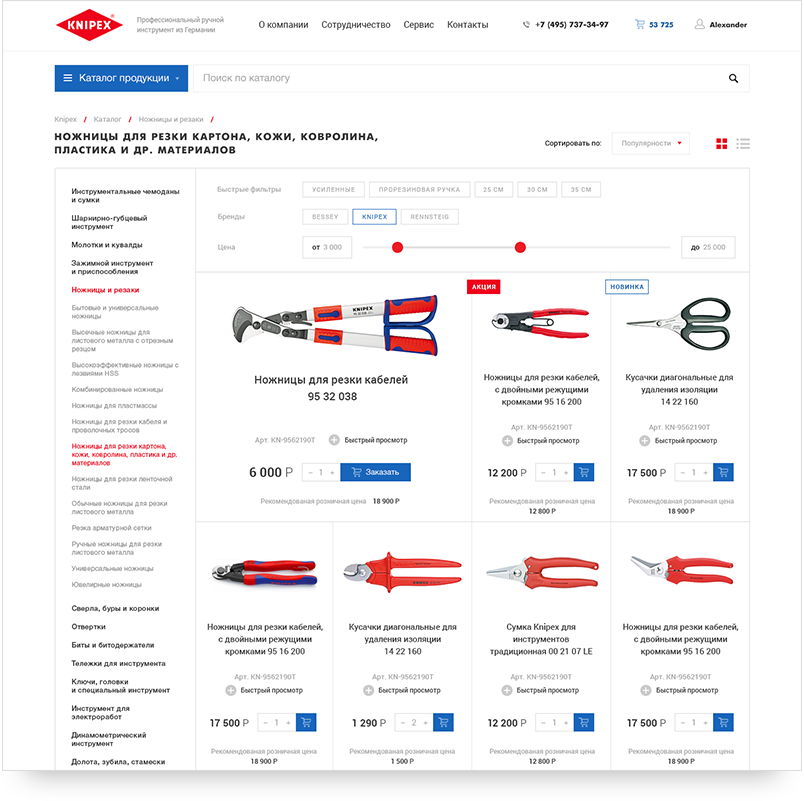 KNIPEX
Профессиональный ручной
инструмент из Германии
О компании
Сотрудничество
Сервис
Контакты
+7 (495) 737-34-97
53 725
Alexander
Каталог продукции
Поиск по каталогу
Knipex / Каталог / Ножницы и резаки /
НОЖНИЦЫ ДЛЯ РЕЗКИ КАРТОНА, КОЖИ, КОВРОЛИНА,
ПЛАСТИКА И ДР. МАТЕРИАЛОВ
Сортировать по:
Популярности
Инструментальные чемоданы
и сумки
Шарнирно-губцевый
инструмент
Молотки и кувалды
Зажимной инструмент
и приспособления
Ножницы и резаки
Бытовые и универсальные
ножницы
Высечные ножницы для
листового металла с отрезным
резцом
Высокоэффективные ножницы с
лезвиями HSS
Комбинированные ножницы
Ножницы для пластмассы
Ножницы для резки кабеля и
проволочных тросов
Ножницы для резки картона,
кожи, ковролина, пластика и др.
материалов
Ножницы для резки ленточной
стали
Обычные ножницы для резки
листового металла
Резка арматурной сетки
Ручные ножницы для резки
листового металла
Универсальные ножницы
Ювелирные ножницы
Сверла, буры и коронки
Отвертки
Биты и битодержатели
Тележки для инструмента
Ключи, головки
и специальный инструмент
Инструмент для
электроработ
Динамометрический
инструмент
Долота, зубила, стамески
Быстрые фильтры
УСИЛЕННЫЕ
ПРОРЕЗИНОВАЯ РУЧКА
25 СМ
30 СМ
35 СМ
Бренды
BESSEY
KNIPEX
RENNSTEIG
Цена
от 3 000
до 25 000
Ножницы для резки кабелей
95 32 038
Арт. KN-9562190T
Быстрый просмотр
6 000 Р
− 1 +
Заказать
Рекомендованая розничная цена 18 900 Р
АКЦИЯ
Ножницы для резки кабелей,
с двойными режущими
кромками 95 16 200
Арт. KN-9562190T
Быстрый просмотр
12 200 Р
− 1 +
Рекомендованая розничная цена
12 800 Р
НОВИНКА
Кусачки диагональные для
удаления изоляции
14 22 160
Арт. KN-9562190T
Быстрый просмотр
17 500 Р
− 1 +
Рекомендованая розничная цена
18 900 Р
Ножницы для резки кабелей,
с двойными режущими
кромками 95 16 200
Арт. KN-9562190T
Быстрый просмотр
17 500 Р
− 1 +
Рекомендованая розничная цена
18 900 Р
Кусачки диагональные для
удаления изоляции
14 22 160
Арт. KN-9562190T
Быстрый просмотр
1 290 Р
− 2 +
Рекомендованая розничная цена
1 500 Р
Сумка Knipex для
инструментов
традиционная 00 21 07 LE
Арт. KN-9562190T
Быстрый просмотр
12 200 Р
− 1 +
Рекомендованая розничная цена
12 800 Р
Ножницы для резки кабелей,
с двойными режущими
кромками 95 16 200
Арт. KN-9562190T
Быстрый просмотр
17 500 Р
− 1 +
Рекомендованая розничная цена
18 900 Р